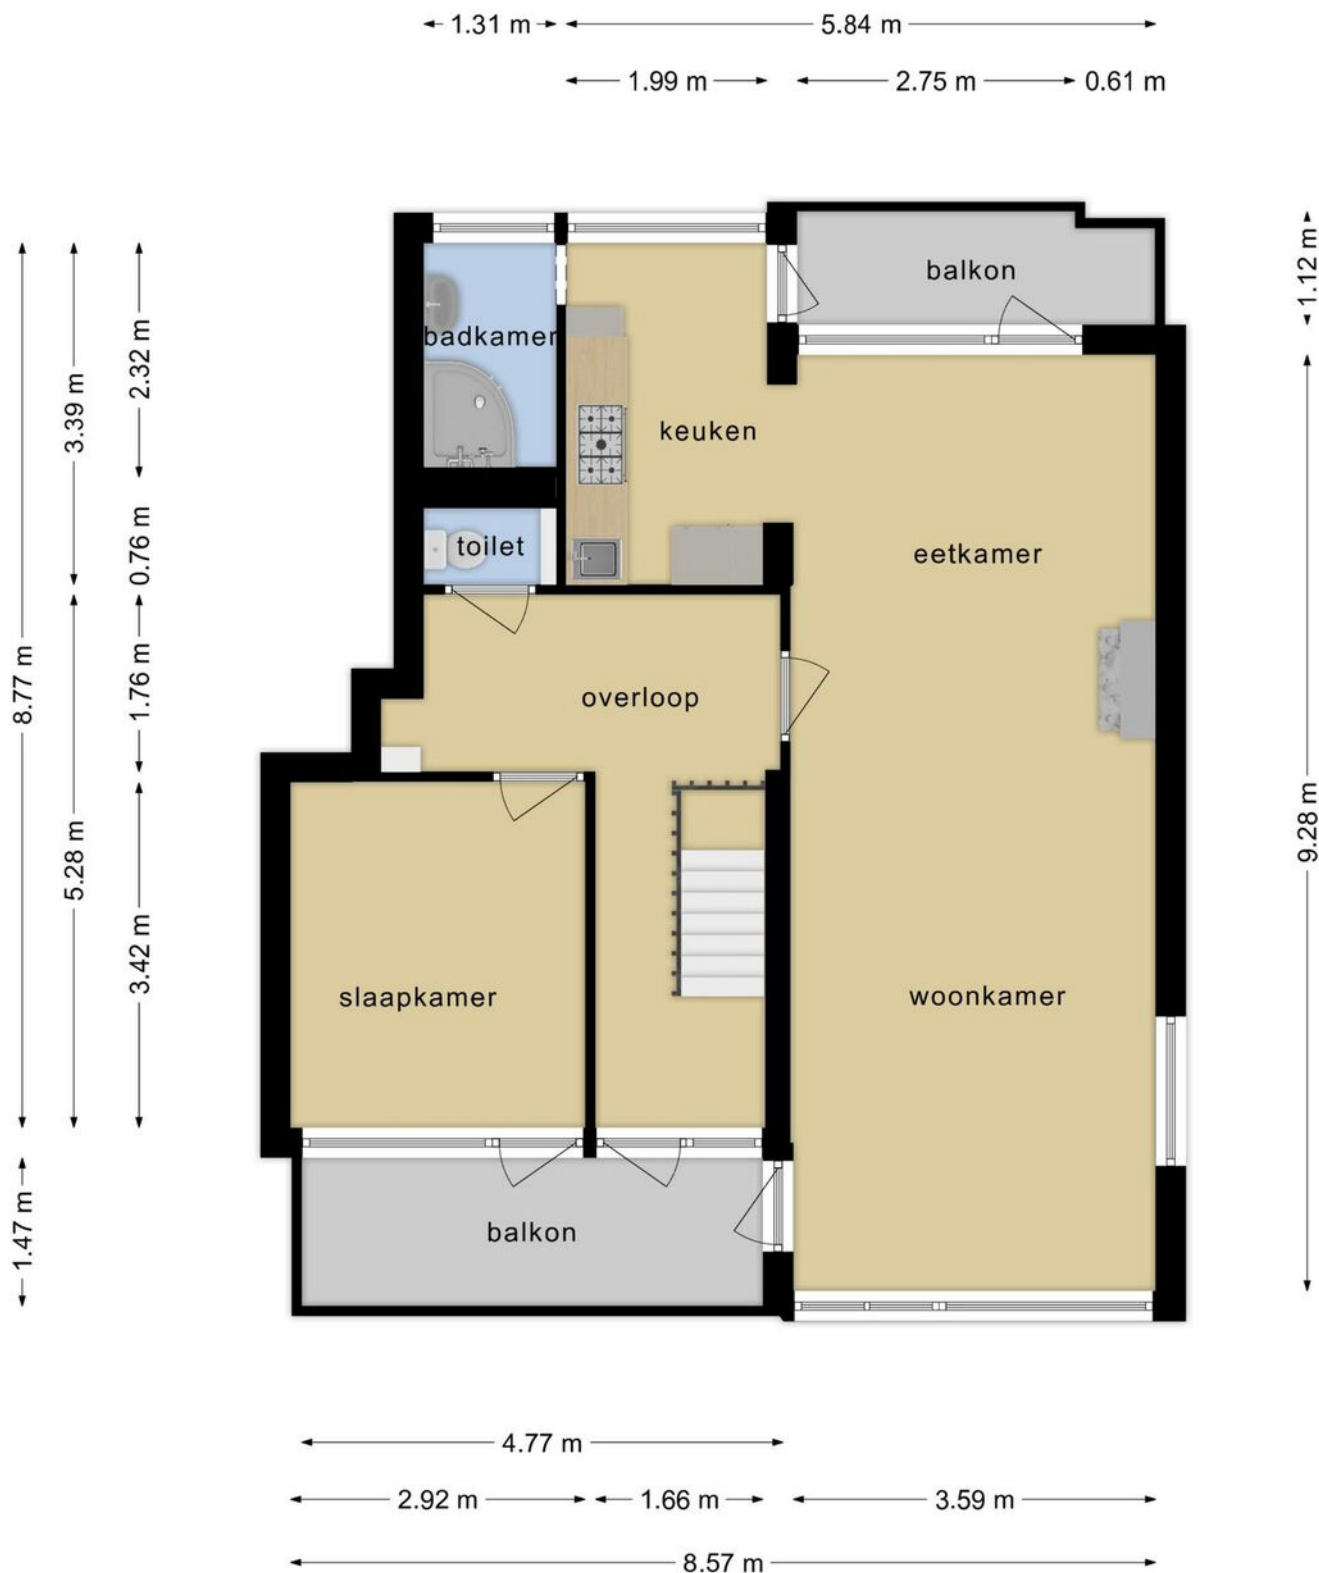 1.31 m
5.84 m
1.99 m
2.75 m
0.61 m
balkon
1.12 m
badkamer
2.32 m
3.39 m
keuken
toilet
0.76 m
eetkamer
8.77 m
1.76 m
overloop
9.28 m
5.28 m
3.42 m
slaapkamer
woonkamer
1.47 m
balkon
4.77 m
2.92 m
1.66 m
3.59 m
8.57 m